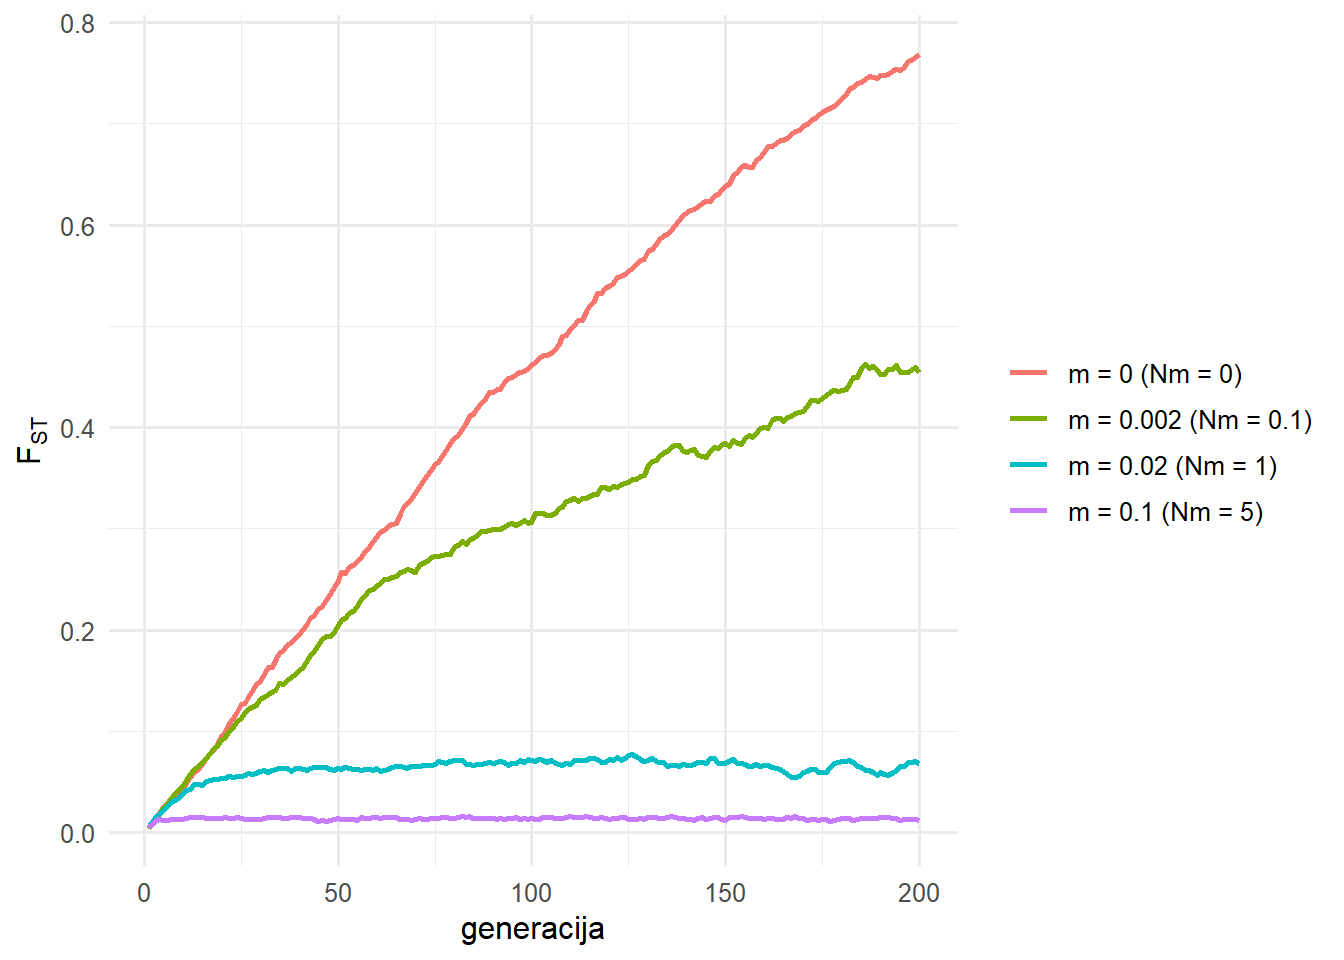 0.8
0.6
0.4
0.2
0.0
F_ST
0 50 100 150 200
generacija
m = 0 (Nm = 0)
m = 0.002 (Nm = 0.1)
m = 0.02 (Nm = 1)
m = 0.1 (Nm = 5)